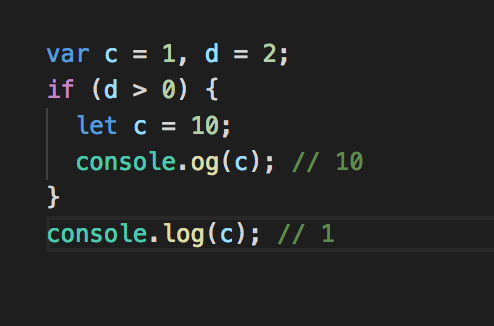 var c = 1, d = 2;
if (d > 0) {
let c = 10;
console.og(c); // 10
}
console.log(c); // 1